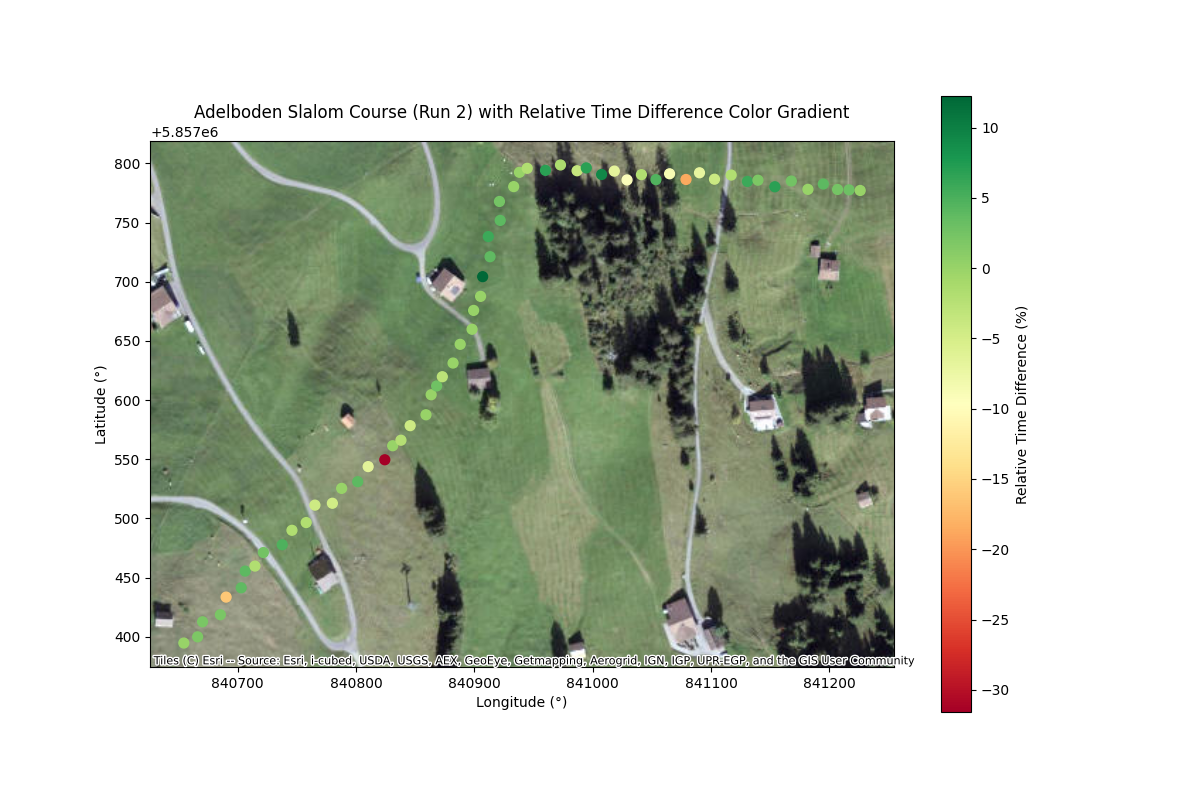 Adelboden Slalom Course (Run 2) with Relative Time Difference Color Gradient
+5.857e6
800
750
700
650
600
550
500
450
400
Latitude (°)
840700 840800 840900 841000 841100 841200
Longitude (°)
Tiles (C) Esri -- Source: Esri, i-cubed, USDA, USGS, AEX, GeoEye, Getmapping, Aerogrid, IGN, IGP, UPR-EGP, and the GIS User Community
10
5
0
−5
−10
−15
−20
−25
−30
Relative Time Difference (%)